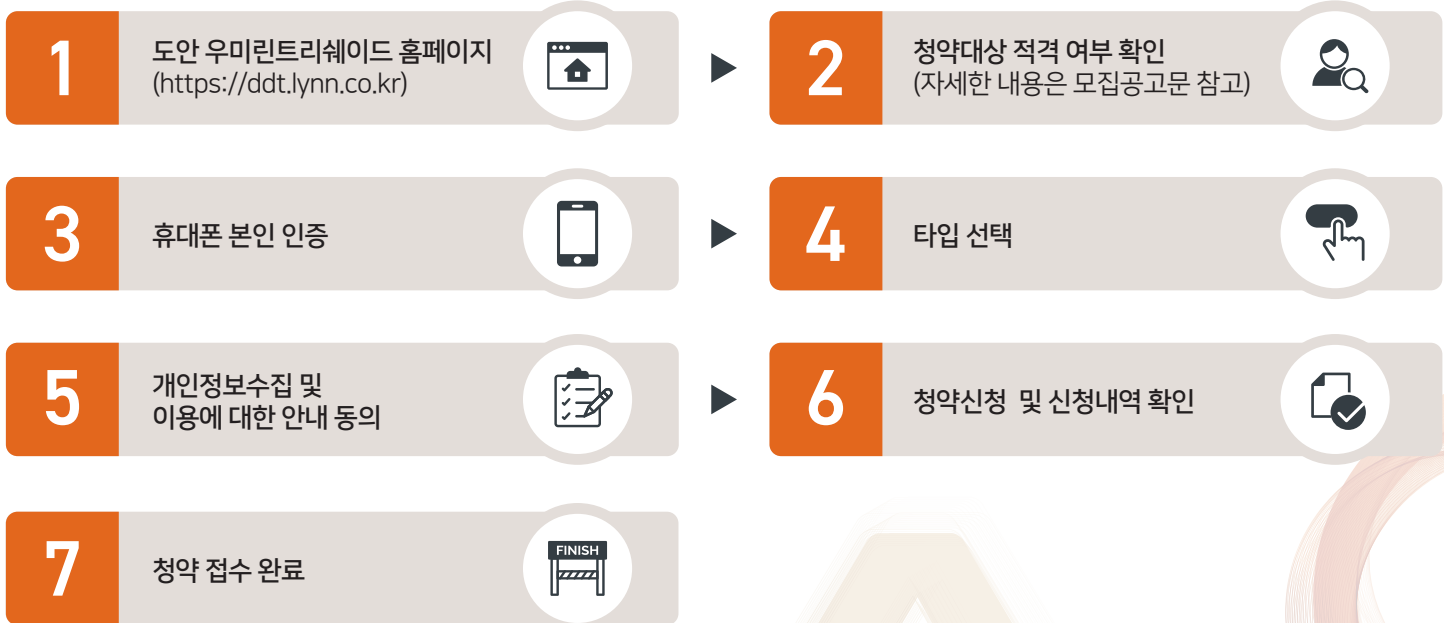 1
도안 우미린트리쉐이드 홈페이지
(https://ddt.lynn.co.kr)
2
청약대상 적격 여부 확인
(자세한 내용은 모집공고문 참고)
3
휴대폰 본인 인증
4
타입 선택
5
개인정보수집 및
이용에 대한 안내 동의
6
청약신청 및 신청내역 확인
7
청약 접수 완료
FINISH